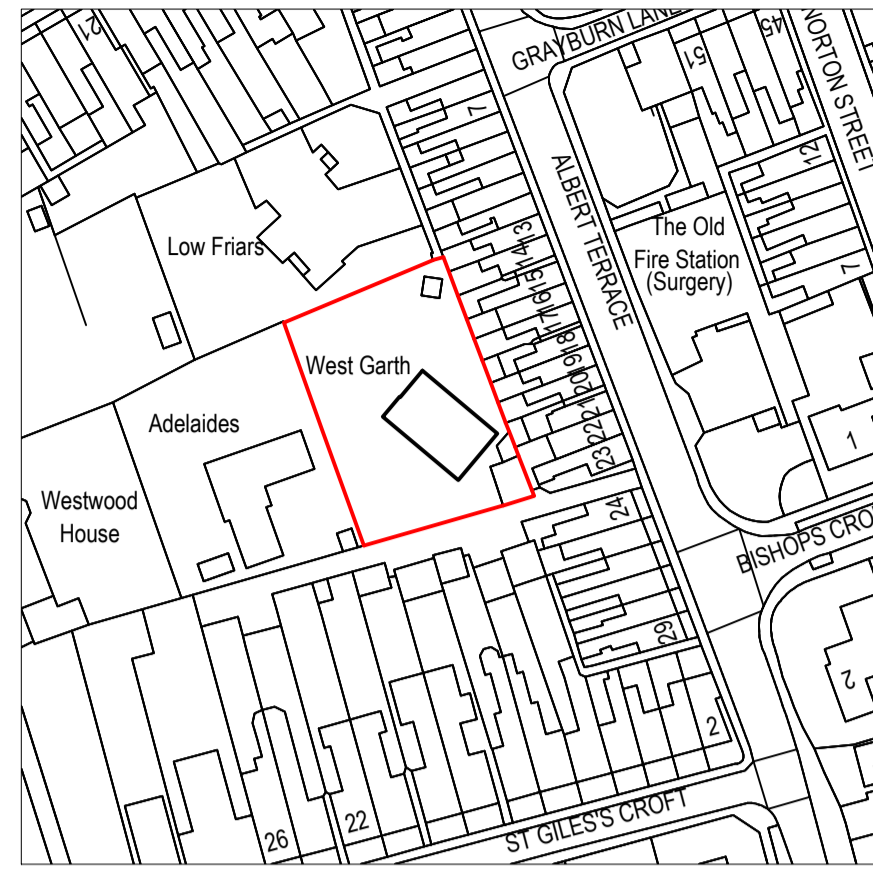 21
GRAYBURN LANE
51
45
NORTON STREET
7
12
ALBERT TERRACE
The Old
Fire Station
(Surgery)
7
Low Friars
13
14
15
16
17
18
19
20
21
22
23
24
29
West Garth
Adelaides
Westwood
House
1
BISHOPS CRO
2
2
ST GILES'S CROFT
22
26